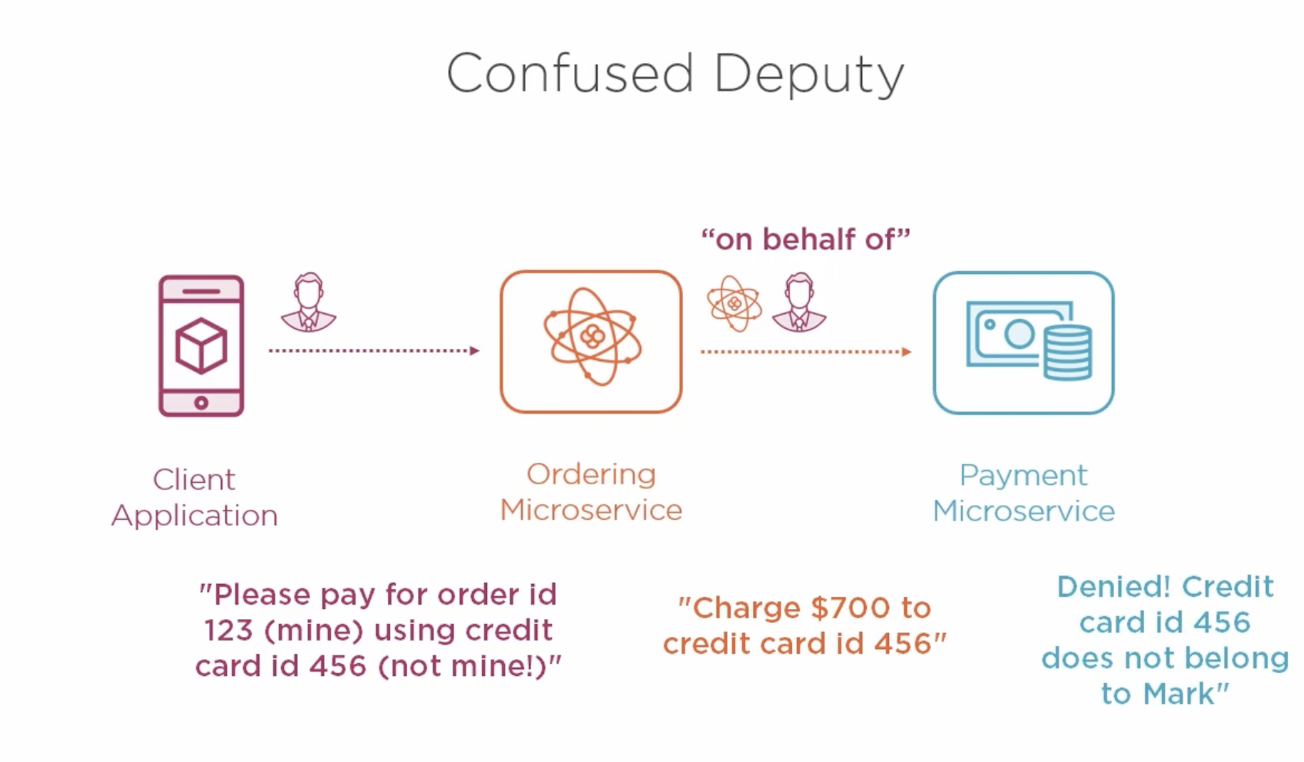 Confused Deputy
“on behalf of”
Client
Application
Ordering
Microservice
Payment
Microservice
"Please pay for order id
123 (mine) using credit
card id 456 (not mine!)"
"Charge $700 to
credit card id 456"
Denied! Credit
card id 456
does not belong
to Mark"